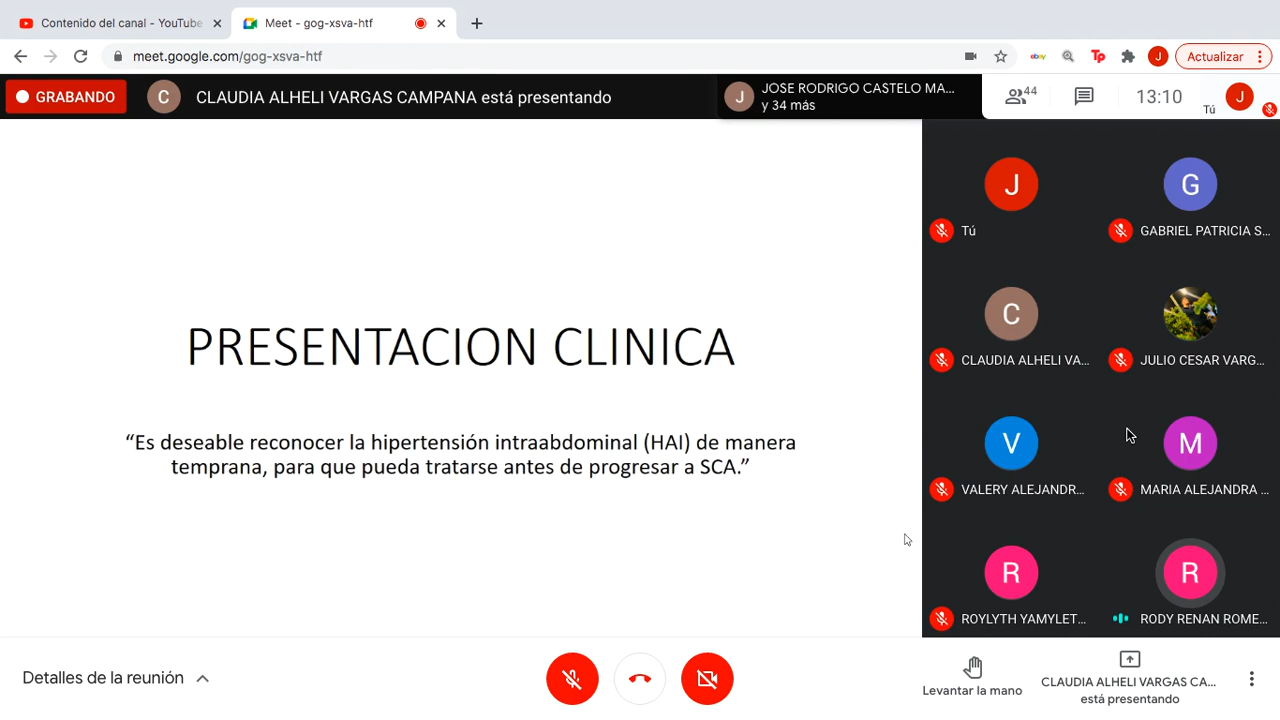 Contenido del canal - YouTube
Meet - gog-xsva-htf
meet.google.com/gog-xsva-htf
ebay
Tp
J
Actualizar
GRABANDO
C
CLAUDIA ALHELI VARGAS CAMPANA está presentando
J
JOSE RODRIGO CASTELO MA...
y 34 más
44
13:10
Tú
J
PRESENTACION CLINICA
“Es deseable reconocer la hipertensión intraabdominal (HAI) de manera
temprana, para que pueda tratarse antes de progresar a SCA.”
J
Tú
G
GABRIEL PATRICIA S...
C
CLAUDIA ALHELI VA...
JULIO CESAR VARG...
V
VALERY ALEJANDR...
M
MARIA ALEJANDRA ...
R
ROYLYTH YAMYLET...
R
RODY RENAN ROME...
Detalles de la reunión
Levantar la mano
CLAUDIA ALHELI VARGAS CA...
está presentando